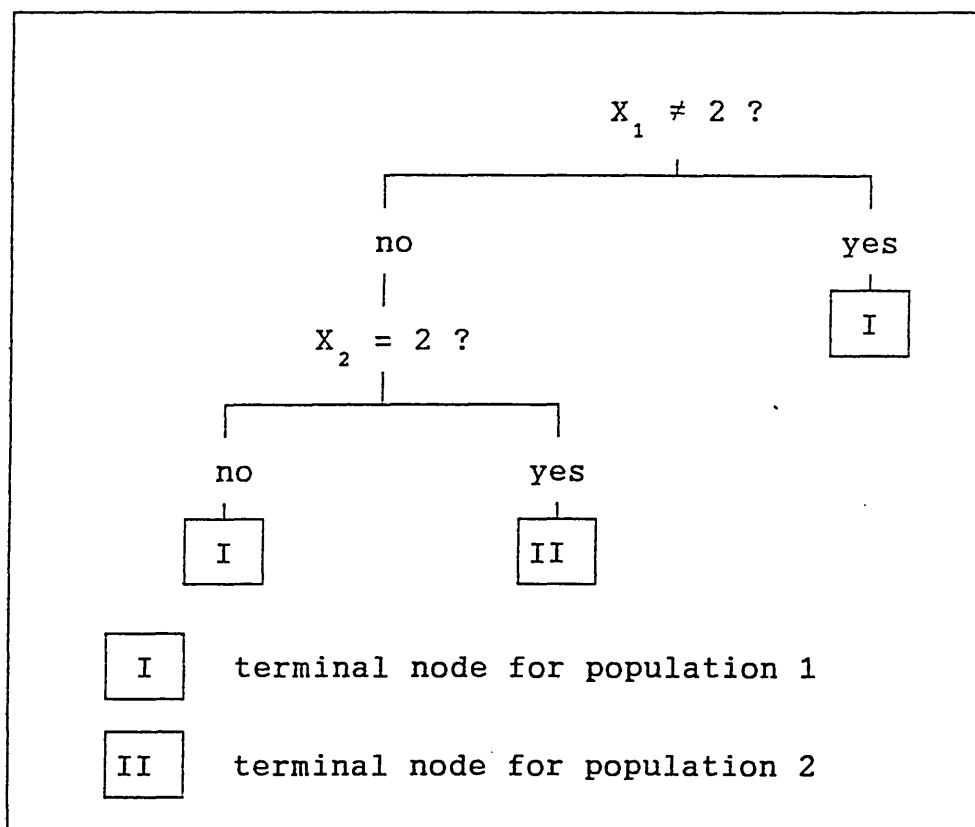 X₁ ≠ 2 ?
no yes
I
X₂ = 2 ?
no yes
I II
I terminal node for population 1
II terminal node for population 2